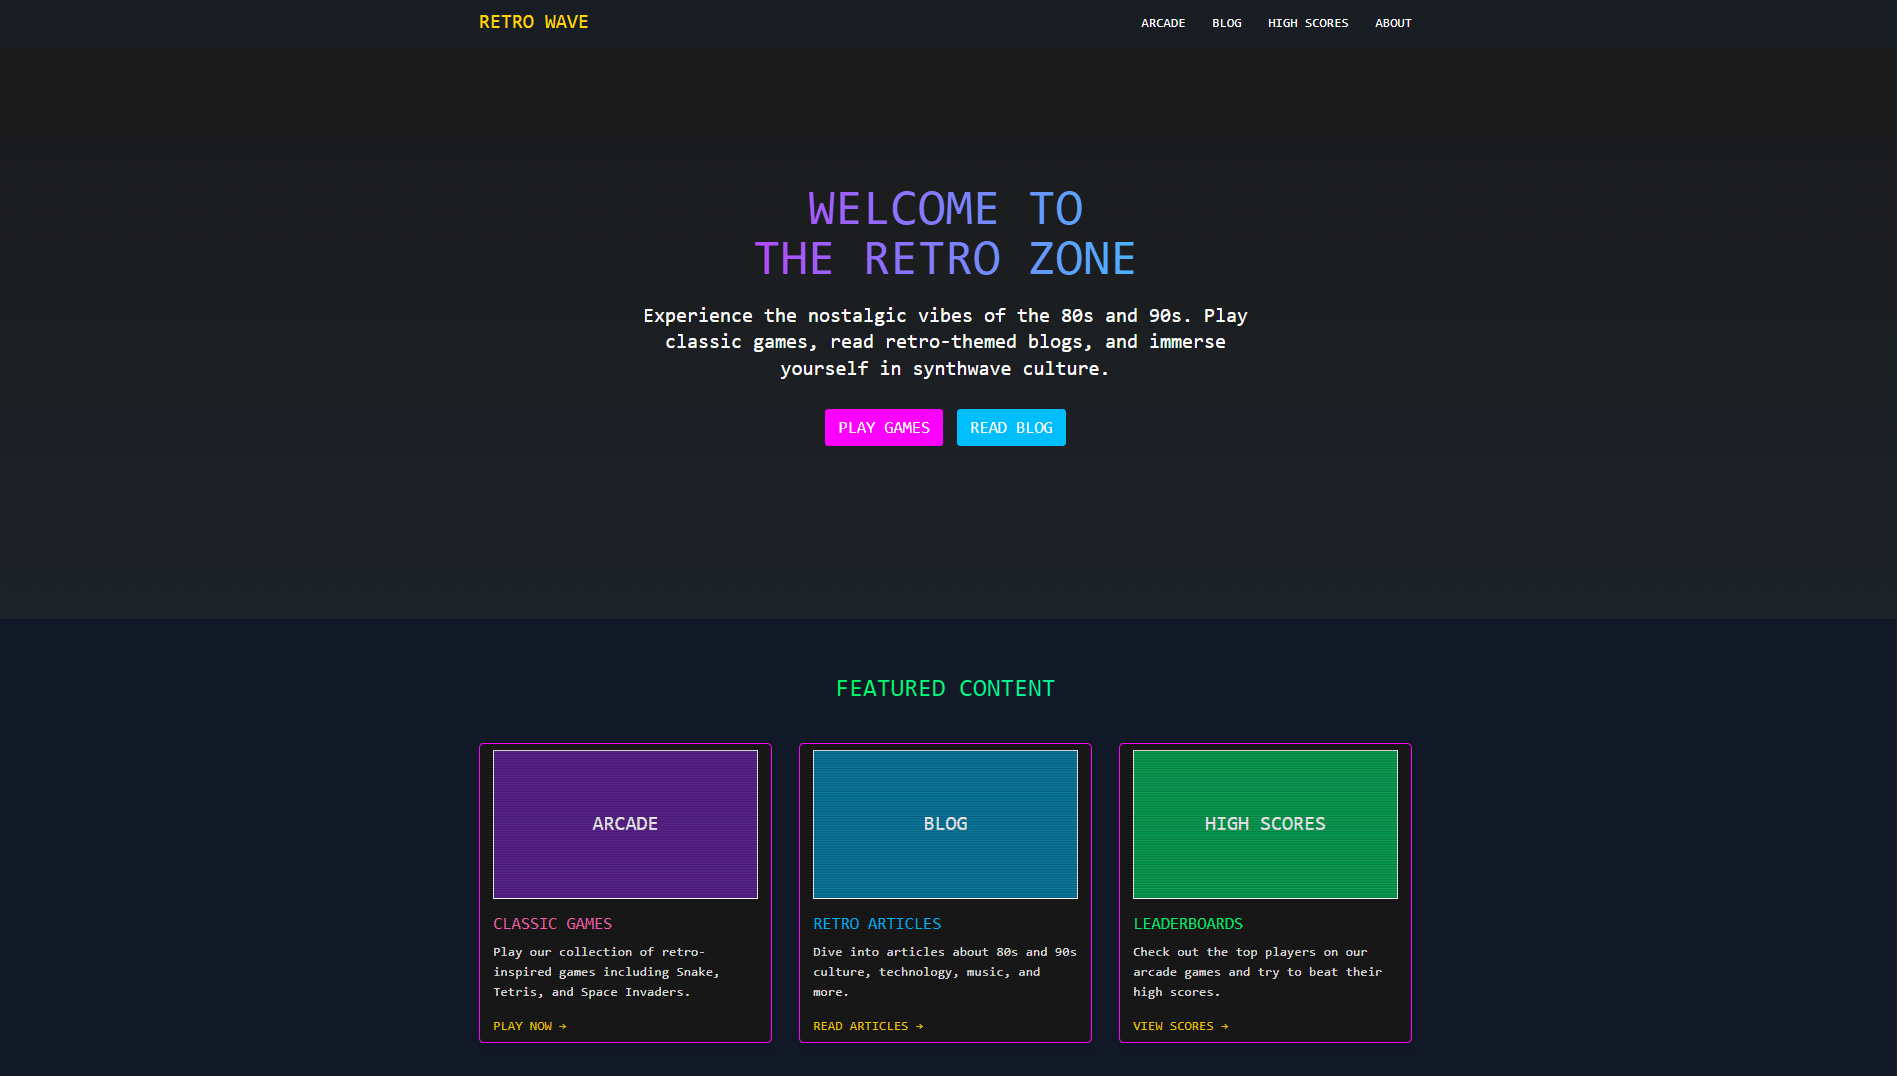 RETRO WAVE
ARCADE
BLOG
HIGH SCORES
ABOUT
WELCOME TO
THE RETRO ZONE
Experience the nostalgic vibes of the 80s and 90s. Play
classic games, read retro-themed blogs, and immerse
yourself in synthwave culture.
PLAY GAMES
READ BLOG
FEATURED CONTENT
ARCADE
CLASSIC GAMES
Play our collection of retro-
inspired games including Snake,
Tetris, and Space Invaders.
PLAY NOW →
BLOG
RETRO ARTICLES
Dive into articles about 80s and 90s
culture, technology, music, and
more.
READ ARTICLES →
HIGH SCORES
LEADERBOARDS
Check out the top players on our
arcade games and try to beat their
high scores.
VIEW SCORES →